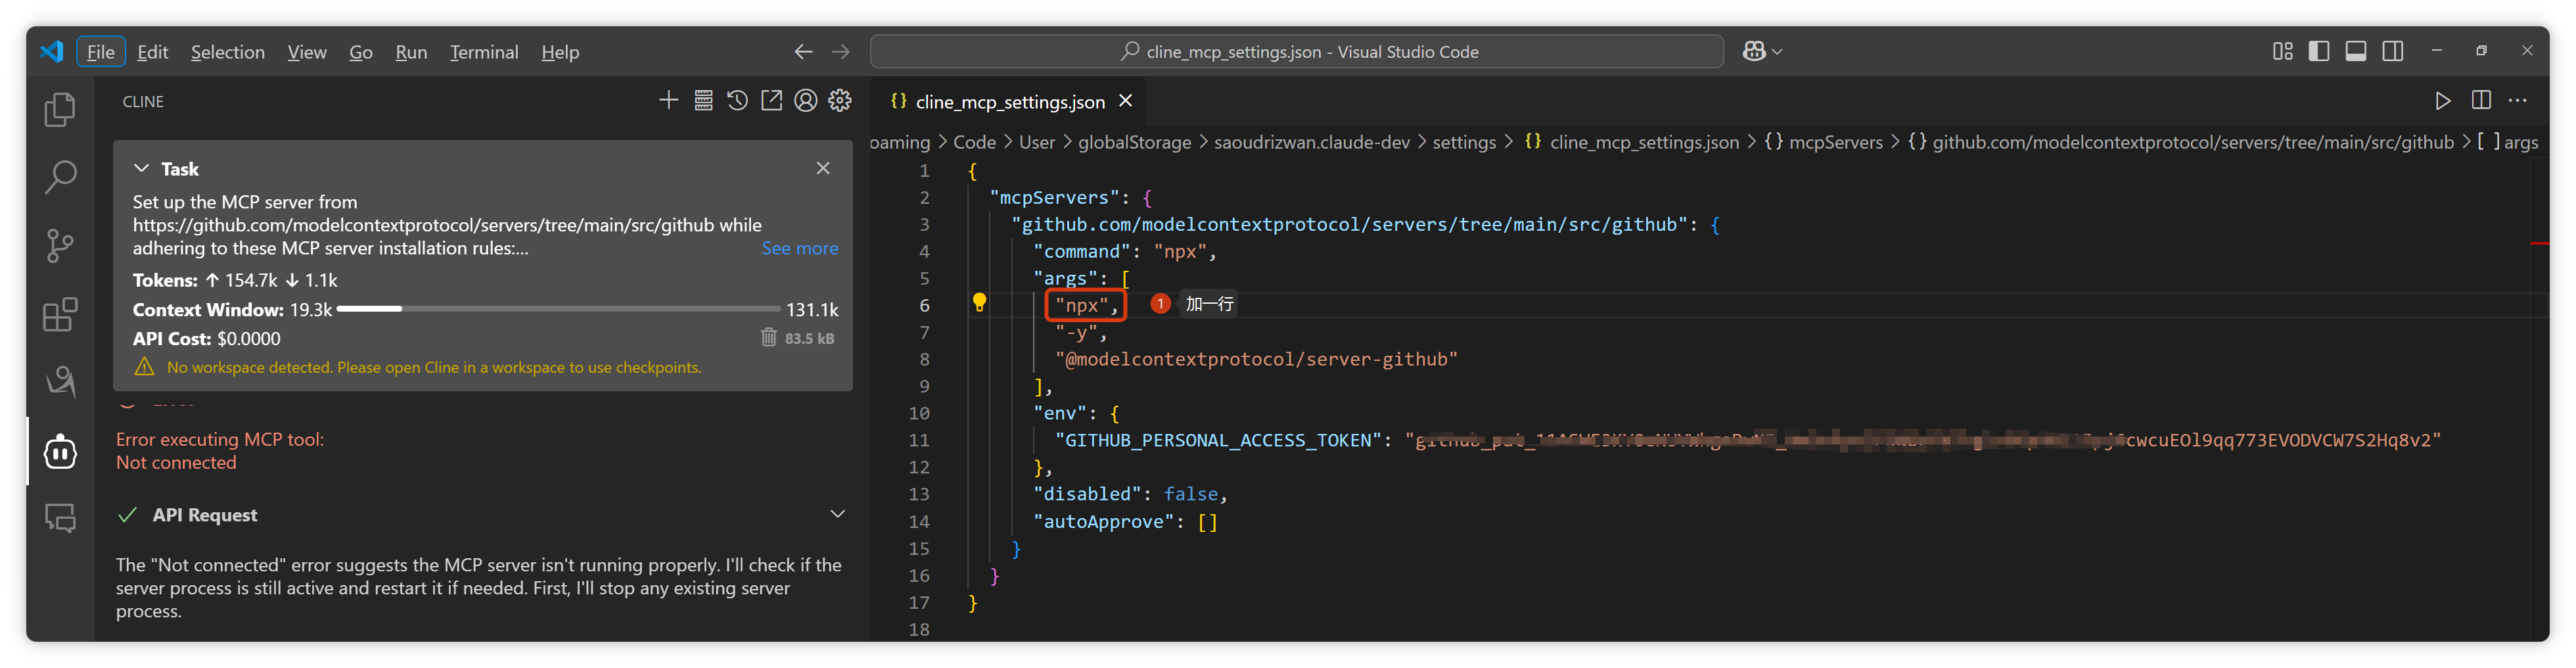 File Edit Selection View Go Run Terminal Help
cline_mcp_settings.json - Visual Studio Code
CLINE
Task
Set up the MCP server from
https://github.com/modelcontextprotocol/servers/tree/main/src/github while
adhering to these MCP server installation rules:...
See more
Tokens: ↑ 154.7k ↓ 1.1k
Context Window: 19.3k 131.1k
API Cost: $0.0000
83.5 kB
No workspace detected. Please open Cline in a workspace to use checkpoints.
Error executing MCP tool:
Not connected
API Request
The "Not connected" error suggests the MCP server isn't running properly. I'll check if the
server process is still active and restart it if needed. First, I'll stop any existing server
process.
{} cline_mcp_settings.json
oaming > Code > User > globalStorage > saoudrizwan.claude-dev > settings > {} cline_mcp_settings.json > {} mcpServers > {} github.com/modelcontextprotocol/servers/tree/main/src/github > [ ] args
1 {
2 "mcpServers": {
3 "github.com/modelcontextprotocol/servers/tree/main/src/github": {
4 "command": "npx",
5 "args": [
6 "npx", 1 加一行
7 "-y",
8 "@modelcontextprotocol/server-github"
9 ],
10 "env": {
11 "GITHUB_PERSONAL_ACCESS_TOKEN":
12 },
13 "disabled": false,
14 "autoApprove": []
15 }
16 }
17 }
18